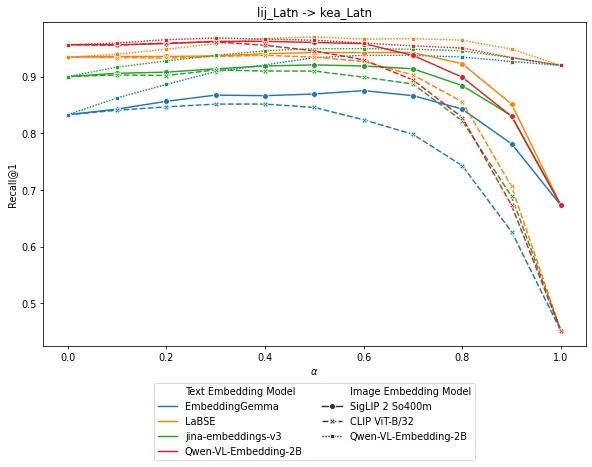 lij_Latn -> kea_Latn
Recall@1
0.9
0.8
0.7
0.6
0.5
0.0
0.2
0.4
0.6
0.8
1.0
α
Text Embedding Model
EmbeddingGemma
LaBSE
jina-embeddings-v3
Qwen-VL-Embedding-2B
Image Embedding Model
SigLIP 2 So400m
CLIP ViT-B/32
Qwen-VL-Embedding-2B